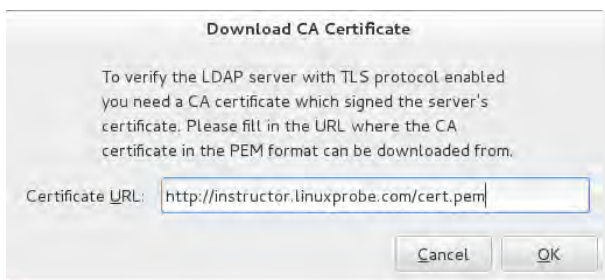 Download CA Certificate
To verify the LDAP server with TLS protocol enabled
you need a CA certificate which signed the server's
certificate. Please fill in the URL where the CA
certificate in the PEM format can be downloaded from.
Certificate URL: http://instructor.linuxprobe.com/cert.pem
Cancel OK